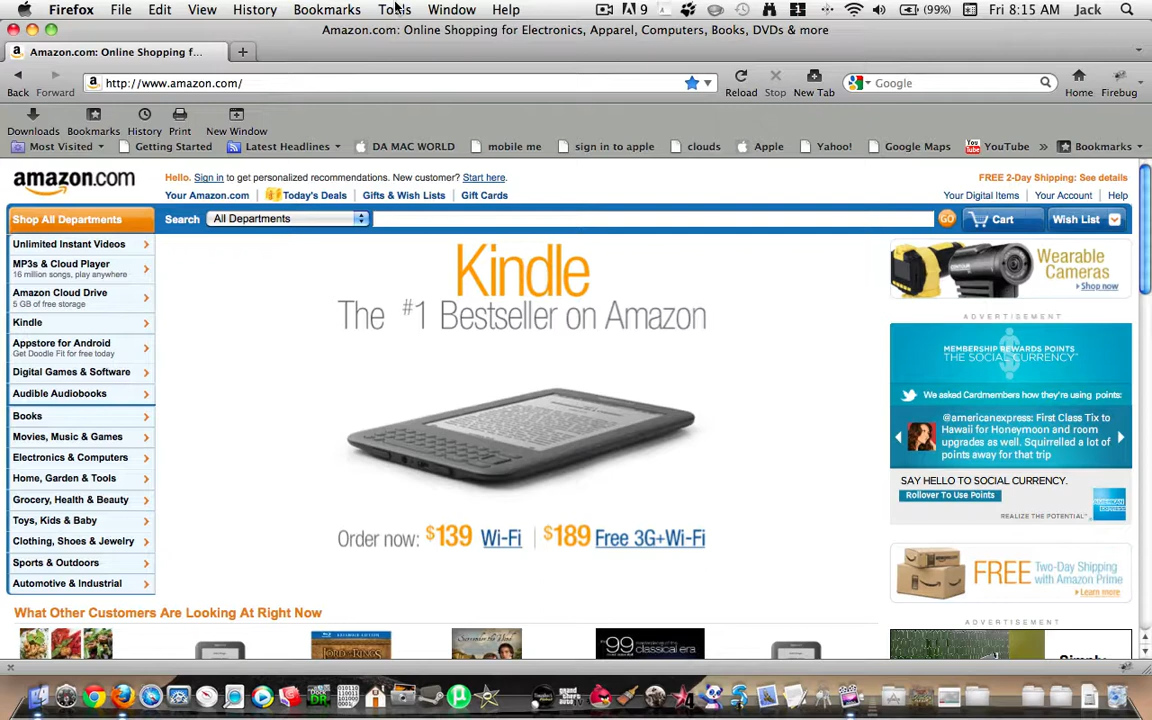 Firefox File Edit View History Bookmarks Tools Window Help 9 (99%) Fri 8:15 AM Jack
Amazon.com: Online Shopping for Electronics, Apparel, Computers, Books, DVDs & more
Amazon.com: Online Shopping f...
http://www.amazon.com/
Google
Back Forward Reload Stop New Tab Home Firebug
Downloads Bookmarks History Print New Window
Most Visited Getting Started Latest Headlines DA MAC WORLD mobile me sign in to apple clouds Apple Yahoo! Google Maps YouTube » Bookmarks
amazon.com
Hello. Sign in to get personalized recommendations. New customer? Start here.
FREE 2-Day Shipping: See details
Your Amazon.com Today's Deals Gifts & Wish Lists Gift Cards
Your Digital Items Your Account Help
Shop All Departments
Search All Departments GO Cart Wish List
Unlimited Instant Videos
MP3s & Cloud Player
16 million songs, play anywhere
Amazon Cloud Drive
5 GB of free storage
Kindle
Appstore for Android
Get Doodle Fit for free today
Digital Games & Software
Audible Audiobooks
Books
Movies, Music & Games
Electronics & Computers
Home, Garden & Tools
Grocery, Health & Beauty
Toys, Kids & Baby
Clothing, Shoes & Jewelry
Sports & Outdoors
Automotive & Industrial
Kindle
The #1 Bestseller on Amazon
Order now: $139 Wi-Fi | $189 Free 3G+Wi-Fi
Wearable
Cameras
Shop now
ADVERTISEMENT
MEMBERSHIP REWARDS POINTS
THE SOCIAL CURRENCY
We asked Cardmembers how they're using points:
@americanexpress: First Class Tix to
Hawaii for Honeymoon and room
upgrades as well. Squirrelled a lot of
points away for that trip
SAY HELLO TO SOCIAL CURRENCY.
Rollover To Use Points
REALIZE THE POTENTIAL
FREE Two-Day Shipping
with Amazon Prime
Learn more
ADVERTISEMENT
What Other Customers Are Looking At Right Now
99
classical era